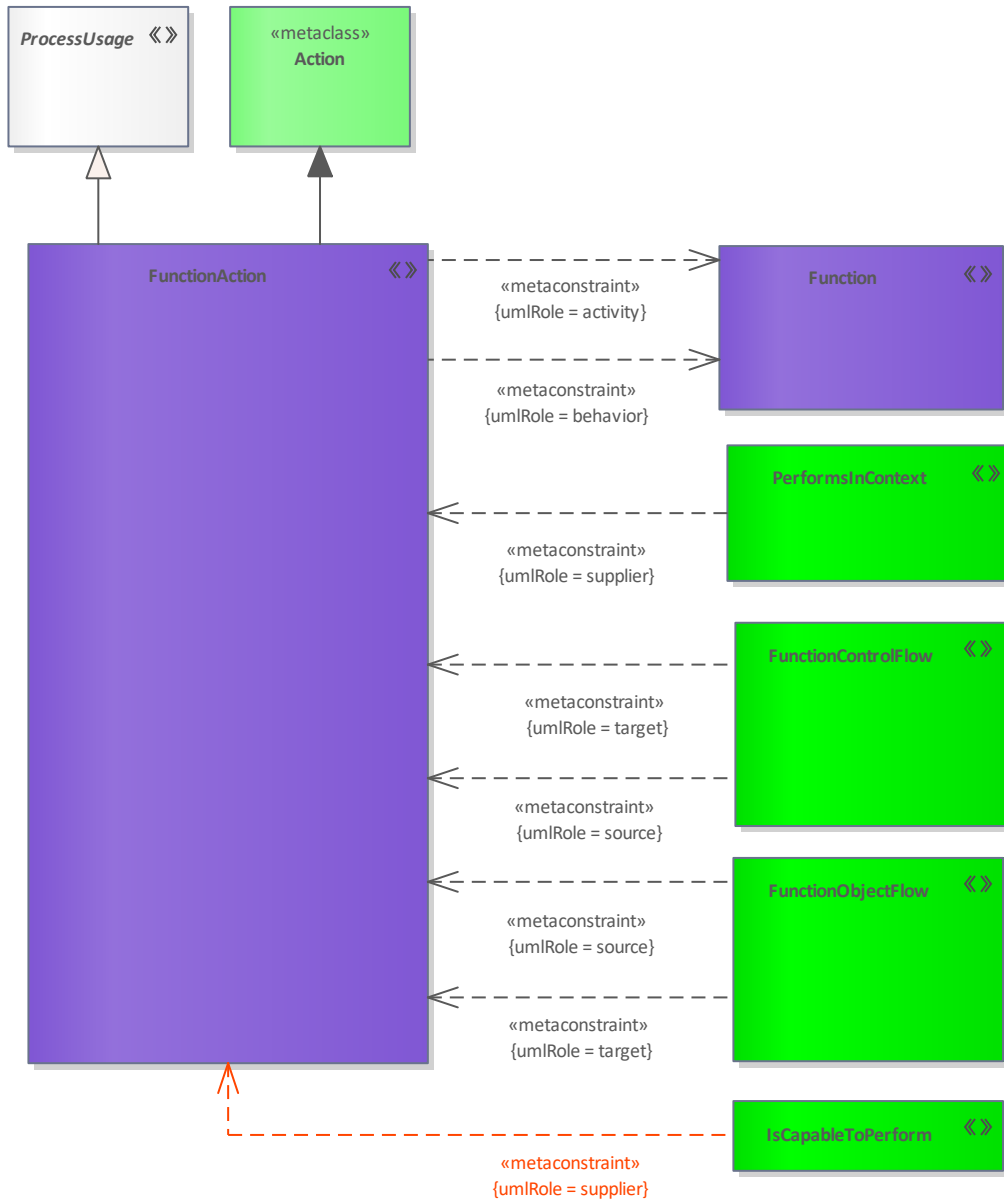 ProcessUsage
«metaclass»
Action
FunctionAction
«metaconstraint»
{umlRole = activity}
Function
«metaconstraint»
{umlRole = behavior}
PerformsInContext
«metaconstraint»
{umlRole = supplier}
FunctionControlFlow
«metaconstraint»
{umlRole = target}
«metaconstraint»
{umlRole = source}
FunctionObjectFlow
«metaconstraint»
{umlRole = source}
«metaconstraint»
{umlRole = target}
IsCapableToPerform
«metaconstraint»
{umlRole = supplier}